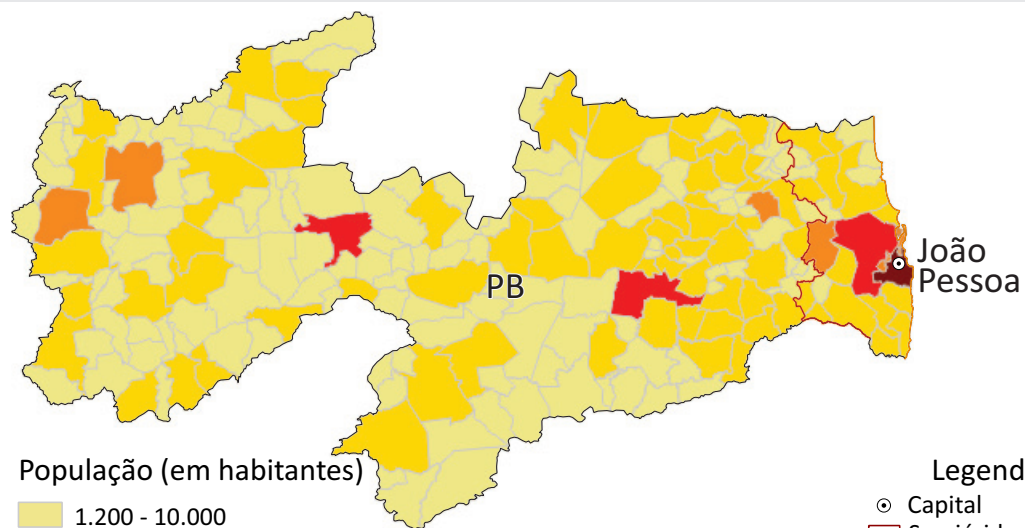 João
Pessoa
PB
População (em habitantes)
1.200 - 10.000
Legend
Capital